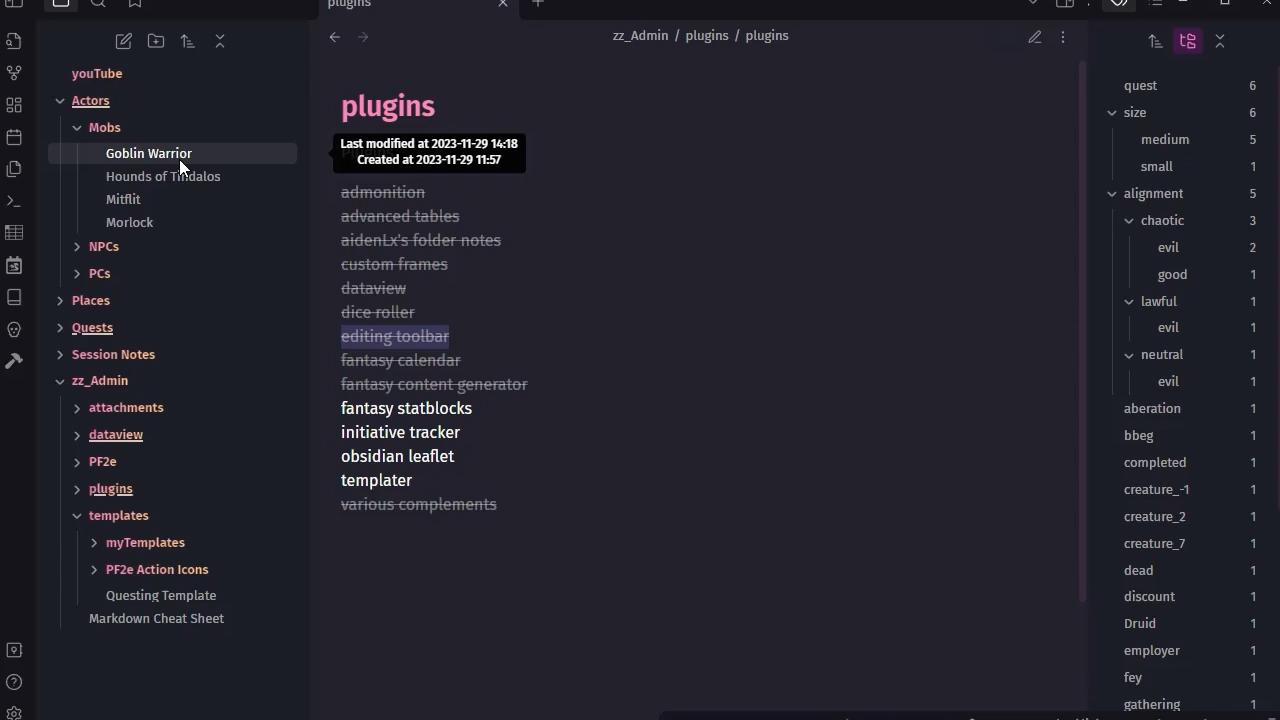 plugins
zz_Admin / plugins / plugins
youTube
Actors
Mobs
Goblin Warrior
Hounds of Tindalos
Mitflit
Morlock
NPCs
PCs
Places
Quests
Session Notes
zz_Admin
attachments
dataview
PF2e
plugins
templates
myTemplates
PF2e Action Icons
Questing Template
Markdown Cheat Sheet
plugins
Last modified at 2023-11-29 14:18
Created at 2023-11-29 11:57
admonition
advanced tables
aidenLx's folder notes
custom frames
dataview
dice roller
editing toolbar
fantasy calendar
fantasy content generator
fantasy statblocks
initiative tracker
obsidian leaflet
templater
various complements
quest 6
size 6
medium 5
small 1
alignment 5
chaotic 3
evil 2
good 1
lawful 1
evil 1
neutral 1
evil 1
aberation 1
bbeg 1
completed 1
creature_-1 1
creature_2 1
creature_7 1
dead 1
discount 1
Druid 1
employer 1
fey 1
gathering 1